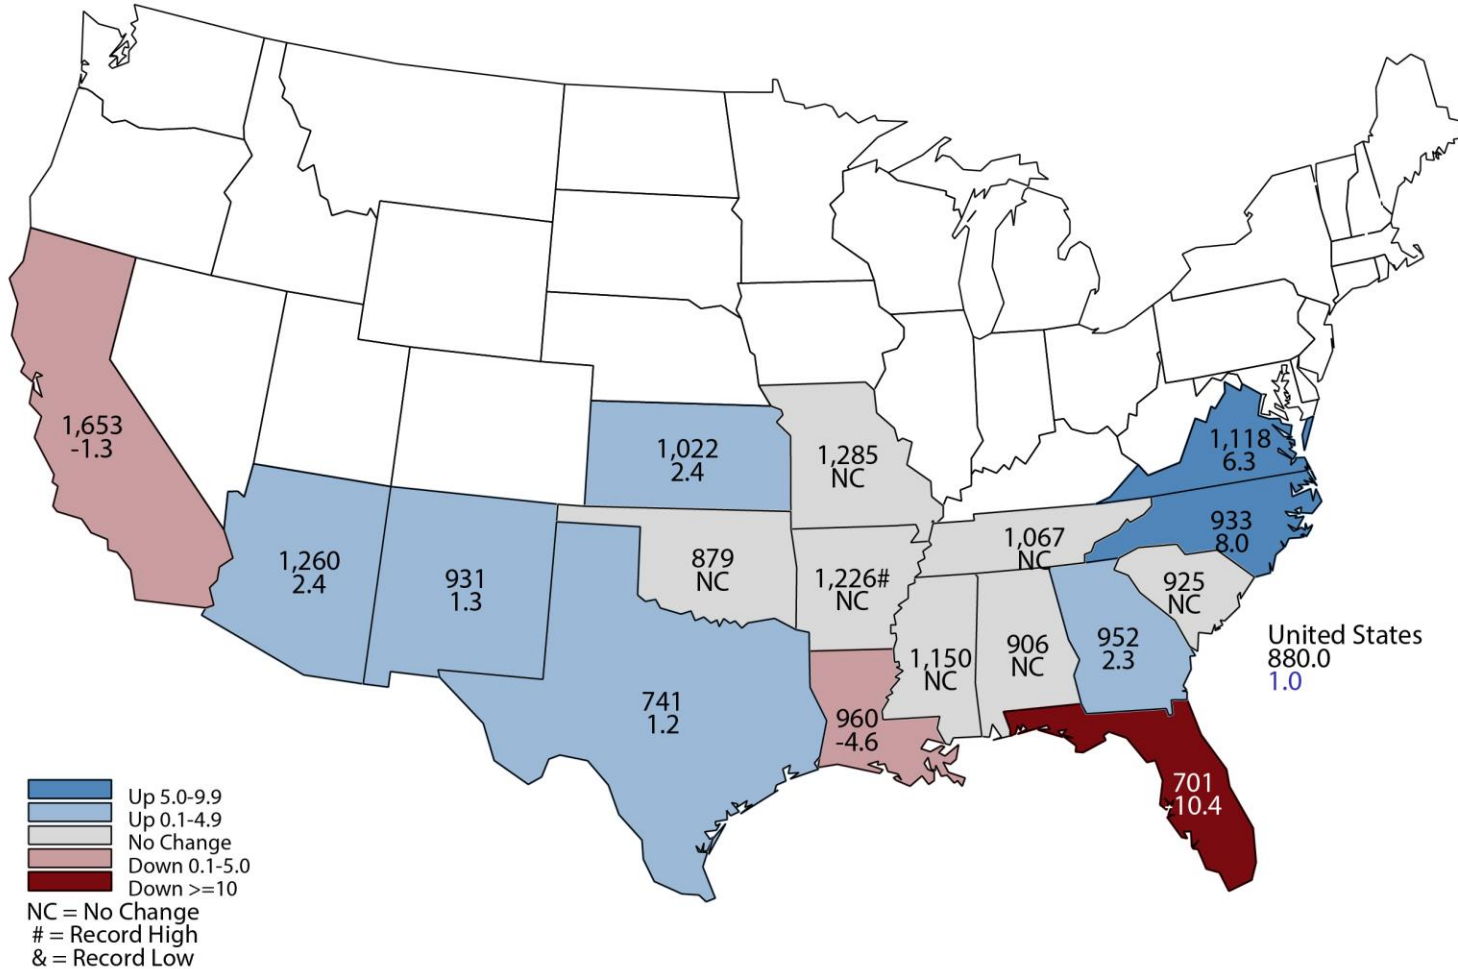 1,653
-1.3
1,022
2.4
1,285
NC
1,118
6.3
1,260
2.4
931
1.3
879
NC
1,226#
NC
1,067
NC
933
8.0
925
NC
741
1.2
960
-4.6
1,150
NC
906
NC
952
2.3
701
-10.4
United States
880.0
1.0
Up 5.0-9.9
Up 0.1-4.9
No Change
Down 0.1-5.0
Down >=10
NC = No Change
# = Record High
& = Record Low